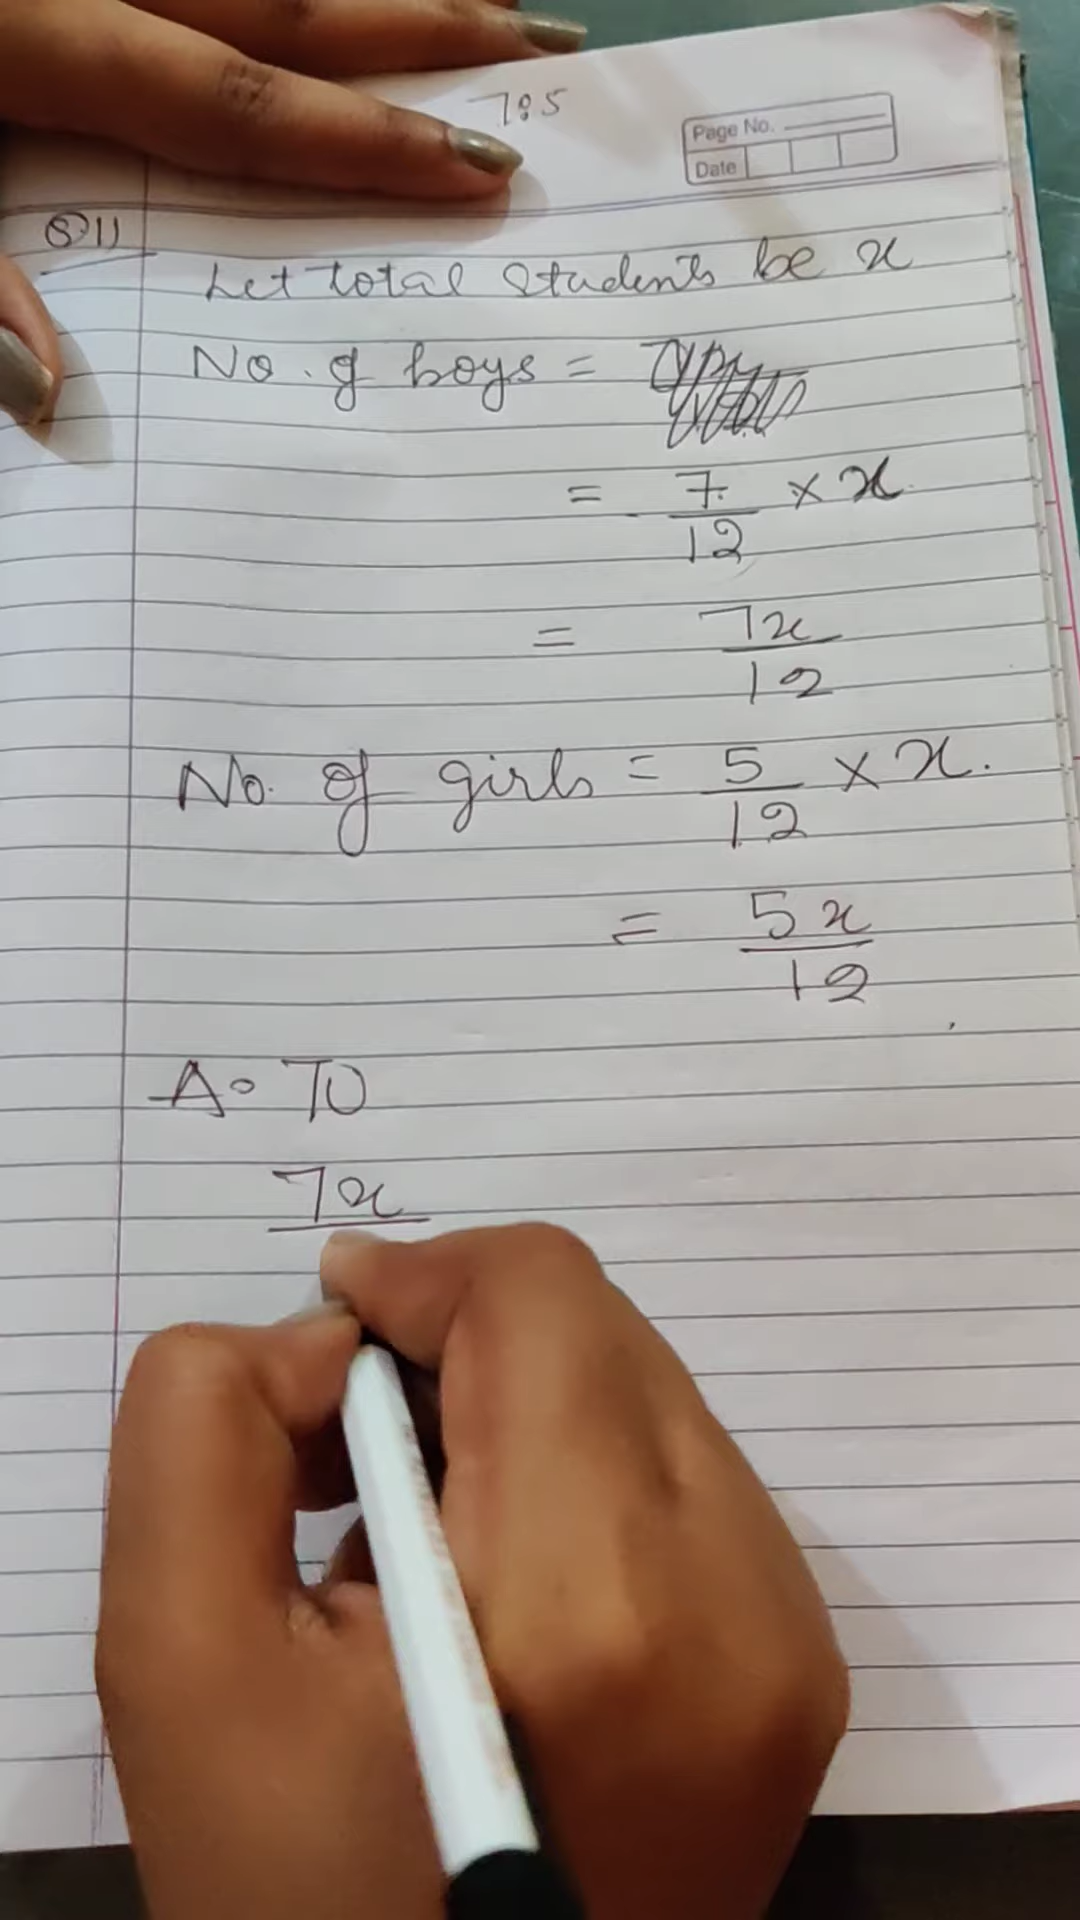 7:5
Page No.
Date
Q11
Let total students be x
No. of boys =
= 7/12 × x
= 7x/12
No. of girls = 5/12 × x.
= 5x/12
A.
7x